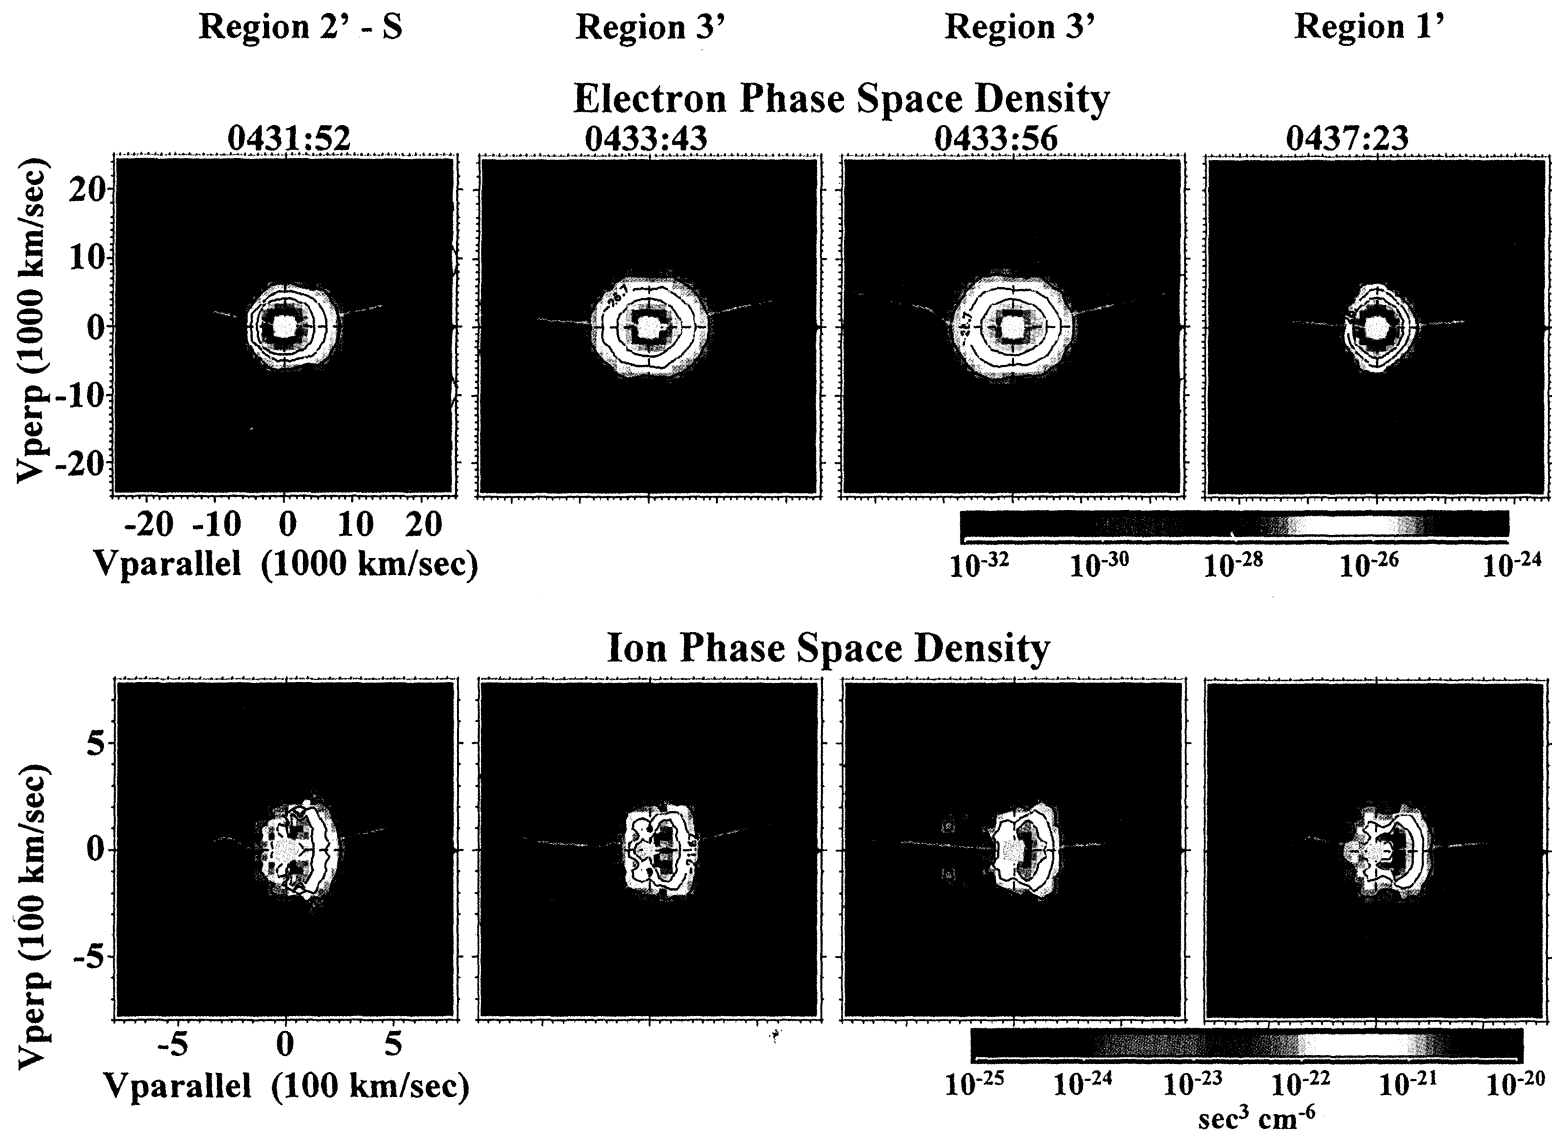 Region 2’ - S Region 3’ Region 3’ Region 1’
Electron Phase Space Density
0431:52 0433:43 0433:56 0437:23
Vperp (1000 km/sec)
20
10
0
-10
-20
-26.7
-20 -10 0 10 20
Vparallel (1000 km/sec)
10-32 10-30 10-28 10-26 10-24
Ion Phase Space Density
Vperp (100 km/sec)
5
0
-5
-5 0 5
Vparallel (100 km/sec)
10-25 10-24 10-23 10-22 10-21 10-20
sec3 cm-6